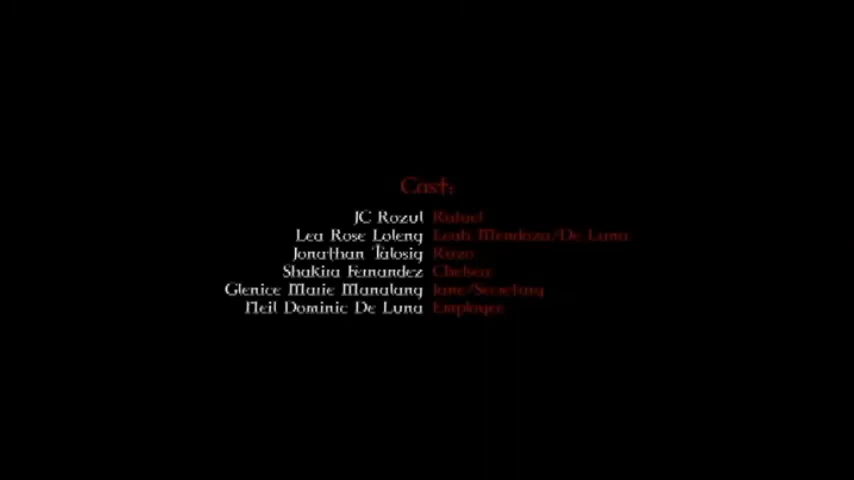 Cast:
JC Rozul Rafael
Lea Rose Loleng Leah Mendoza/De Luna
Jonathan Talosig
Shakira Fernandez Chelsea
Glenice Marie Manalang Jane/Secretary
Neil Dominic De Luna